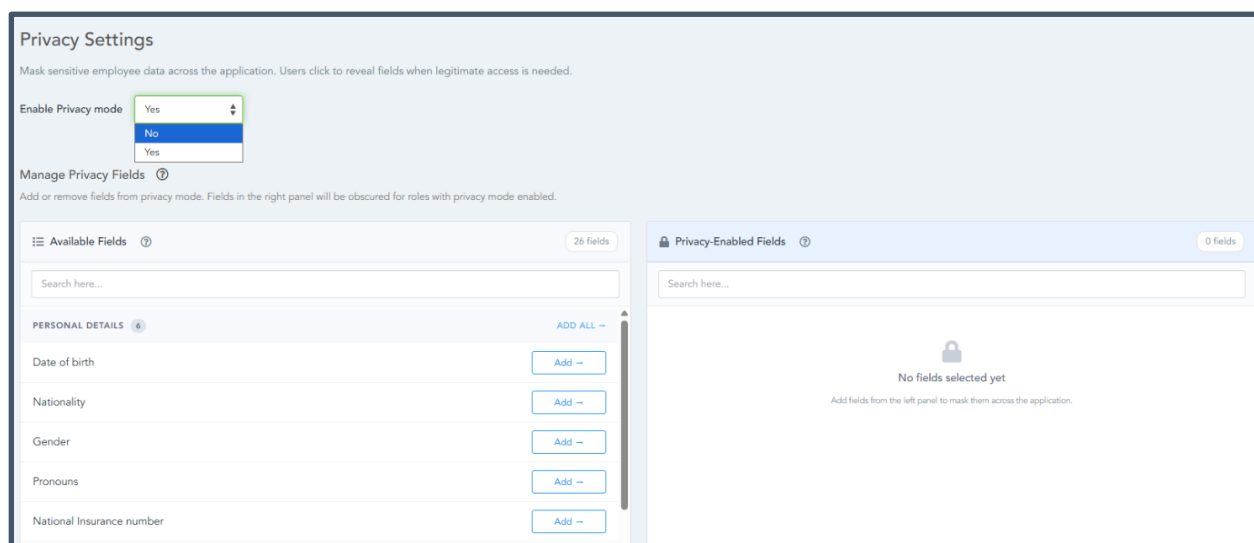 Privacy Settings
Mask sensitive employee data across the application. Users click to reveal fields when legitimate access is needed.
Enable Privacy mode
Yes
No
Yes
Manage Privacy Fields ?
Add or remove fields from privacy mode. Fields in the right panel will be obscured for roles with privacy mode enabled.
Available Fields ? 26 fields
Search here...
PERSONAL DETAILS 6 ADD ALL →
Date of birth Add →
Nationality Add →
Gender Add →
Pronouns Add →
National Insurance number Add →
Privacy-Enabled Fields ? 0 fields
Search here...
No fields selected yet
Add fields from the left panel to mask them across the application.